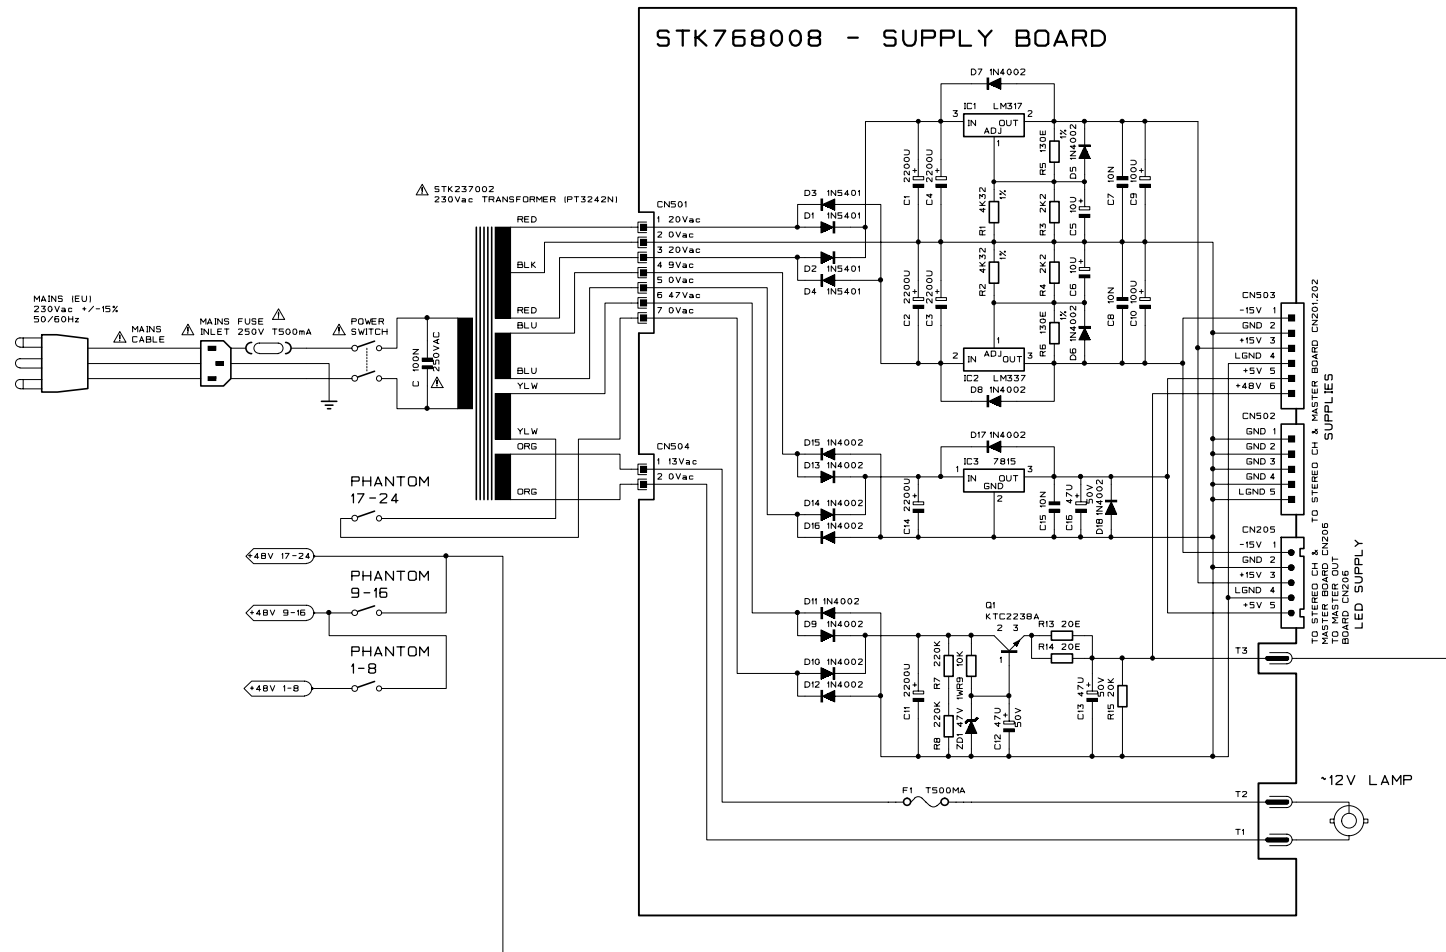 STK768008 - SUPPLY BOARD
STK237002
230Vac TRANSFORMER (PT3242N)
MAINS (EU)
230Vac +/-15%
50/60Hz
MAINS
CABLE
MAINS
INLET
FUSE
250V T500mA
POWER
SWITCH
C 100N
250VAC
RED
BLK
RED
BLU
BLU
YLW
YLW
ORG
ORG
CN501
1 20Vac
2 0Vac
3 20Vac
4 9Vac
5 0Vac
6 47Vac
7 0Vac
CN504
1 13Vac
2 0Vac
PHANTOM
17-24
+48V 17-24
PHANTOM
9-16
+48V 9-16
PHANTOM
1-8
+48V 1-8
D3 1N5401
D1 1N5401
D2 1N5401
D4 1N5401
D7 1N4002
IC1 LM317
3 IN OUT 2
ADJ
1
C1 2200U
+
C4 2200U
+
R5 130E
1%
D5 1N4002
C7 10N
C9 100U
+
R1 4K32
1%
R3 2K2
C5 10U
+
R2 4K32
1%
R4 2K2
C6 10U
+
C2 2200U
+
C3 2200U
+
R6 130E
1%
D6 1N4002
C8 10N
C10 100U
+
1
ADJ
2 IN OUT 3
IC2 LM337
D8 1N4002
D15 1N4002
D13 1N4002
D14 1N4002
D16 1N4002
D17 1N4002
IC3 7815
1 IN OUT 3
GND
2
C14 2200U
+
C15 10N
C16 47U
50V
+
D18 1N4002
D11 1N4002
D9 1N4002
D10 1N4002
D12 1N4002
Q1
KTC2238A
2 3
1
R13 20E
R14 20E
C11 2200U
+
R7 220K
R8 220K
1WR9 10K
ZD1 47V
C12 47U
50V
+
C13 47U
50V
+
R15 20K
F1 T500MA
CN503
-15V 1
GND 2
+15V 3
LGND 4
+5V 5
+48V 6
TO STEREO CH & MASTER BOARD CN201,202
SUPPLIES
CN502
GND 1
GND 2
GND 3
GND 4
LGND 5
CN205
-15V 1
GND 2
+15V 3
LGND 4
+5V 5
TO STEREO CH &
MASTER BOARD CN206
TO MASTER OUT
BOARD CN206
LED SUPPLY
T3
T2
T1
~12V LAMP